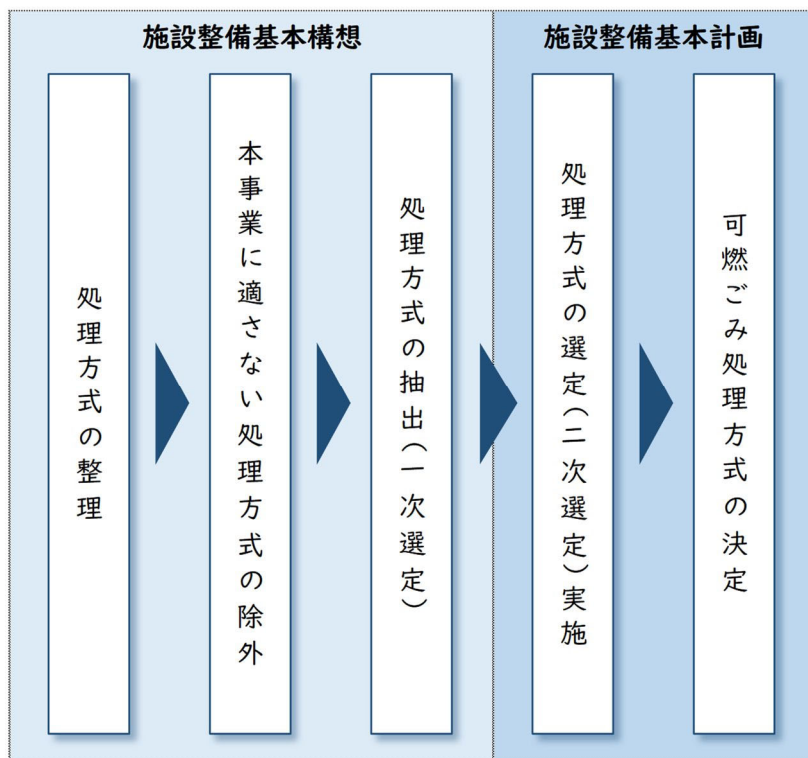 施設整備基本構想
処理方式の整理
本事業に適さない処理方式の除外
処理方式の抽出（一次選定）
施設整備基本計画
処理方式の選定（二次選定）実施
可燃ごみ処理方式の決定